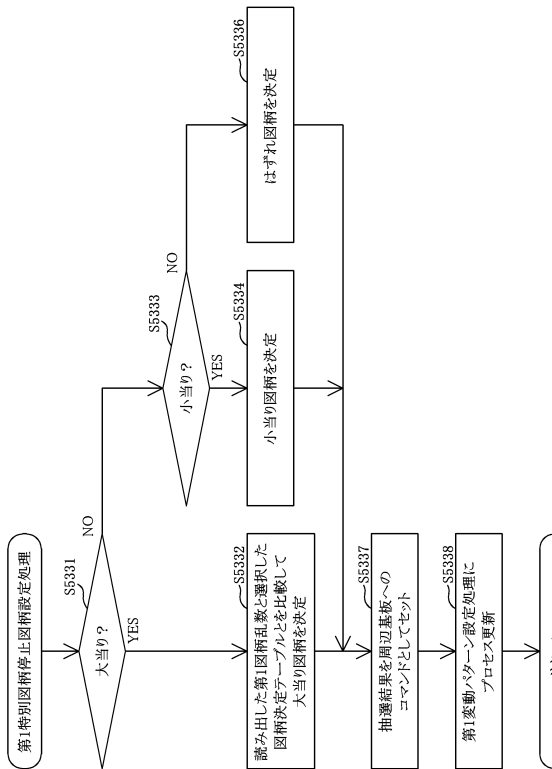 第1特別図柄停止図柄設定処理
S5331
大当り?
NO
YES
S5333
小当り?
NO
YES
S5332
読み出した第1図柄乱数と選択した
図柄決定テーブルとを比較して
大当り図柄を決定
S5334
小当り図柄を決定
S5336
はずれ図柄を決定
S5337
抽選結果を周辺基板への
コマンドとしてセット
S5338
第1変動パターン設定処理に
プロセス更新